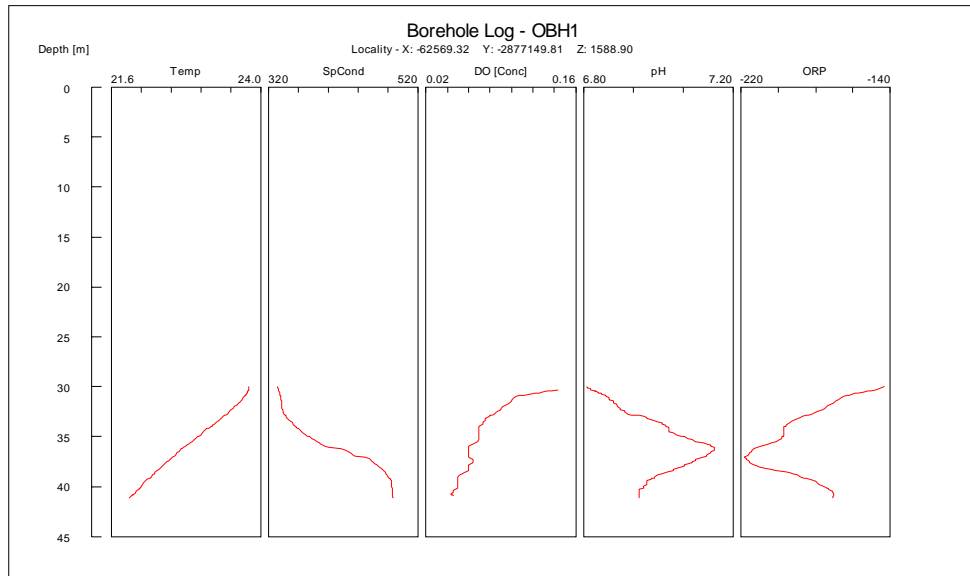 Borehole Log - OBH1
Depth [m] Locality - X: -62569.32 Y: -2877149.81 Z: 1588.90
Temp SpCond DO [Conc] pH ORP
21.6 24.0 320 520 0.02 0.16 6.80 7.20 -220 -140
0
5
10
15
20
25
30
35
40
45